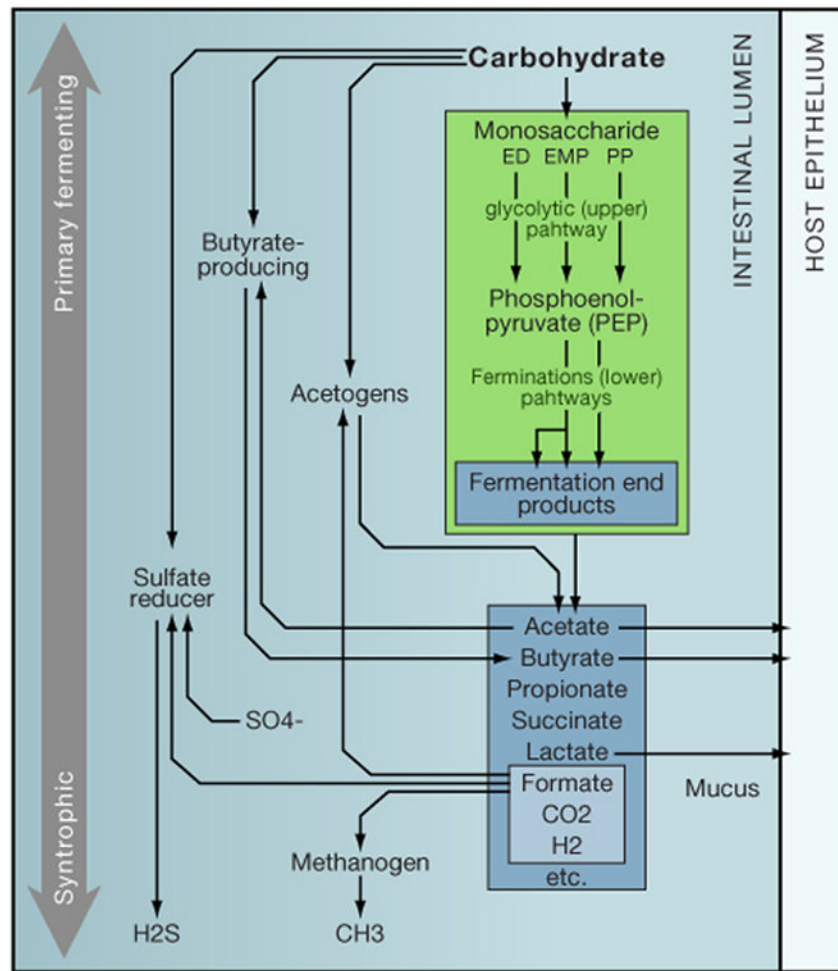 Carbohydrate
Monosaccharide
ED EMP PP
glycolytic (upper)
pahtway
Phosphoenol-
pyruvate (PEP)
Ferminations (lower)
pahtways
Fermentation end
products
Butyrate-
producing
Acetogens
Sulfate
reducer
SO4-
Acetate
Butyrate
Propionate
Succinate
Lactate
Formate
CO2
H2
etc.
Methanogen
H2S
CH3
Mucus
Primary fermenting
Syntrophic
INTESTINAL LUMEN
HOST EPITHELIUM